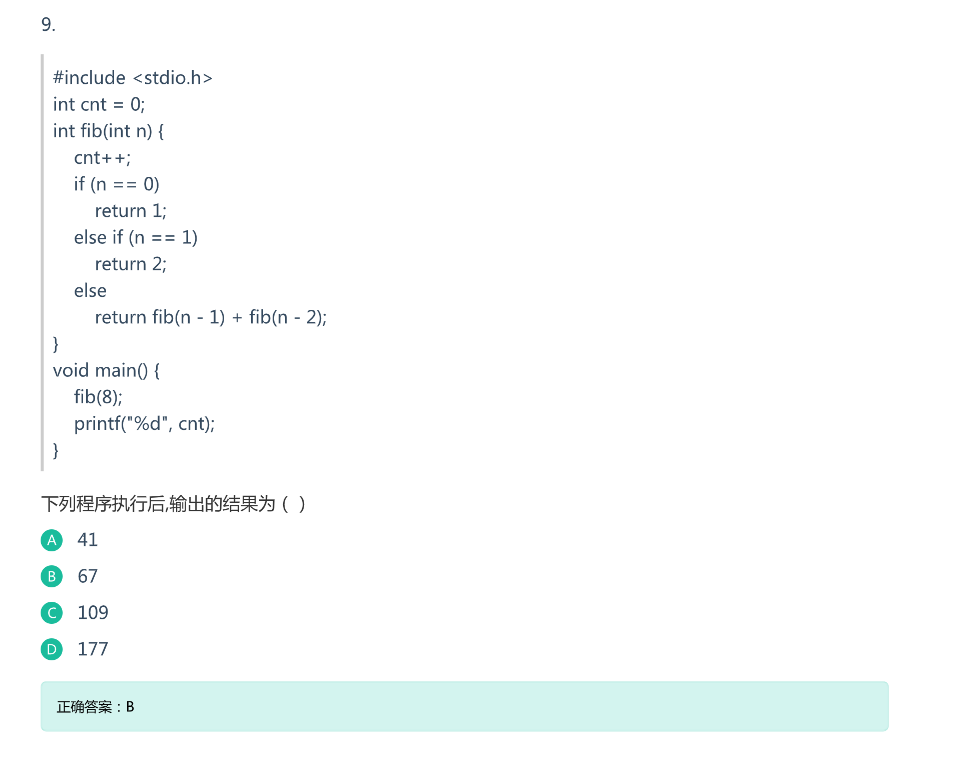 9.
#include <stdio.h>
int cnt = 0;
int fib(int n) {
cnt++;
if (n == 0)
return 1;
else if (n == 1)
return 2;
else
return fib(n - 1) + fib(n - 2);
}
void main() {
fib(8);
printf("%d", cnt);
}
下列程序执行后,输出的结果为 ( )
A 41
B 67
C 109
D 177
正确答案：B